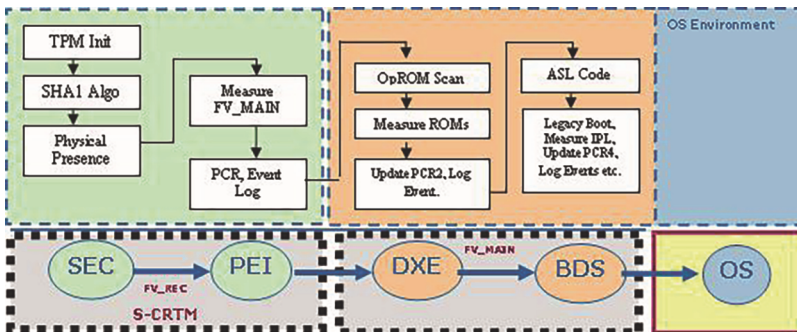 OS Environment
TPM Init
SHA1 Algo
Physical
Presence
Measure
FV_MAIN
PCR, Event
Log
OpROM Scan
Measure ROMs
Update PCR2, Log
Event.
ASL Code
Legacy Boot,
Measure IPL,
Update PCR4,
Log Events etc.
SEC
FV_REC
PEI
S-CRTM
DXE
FV_MAIN
BDS
OS